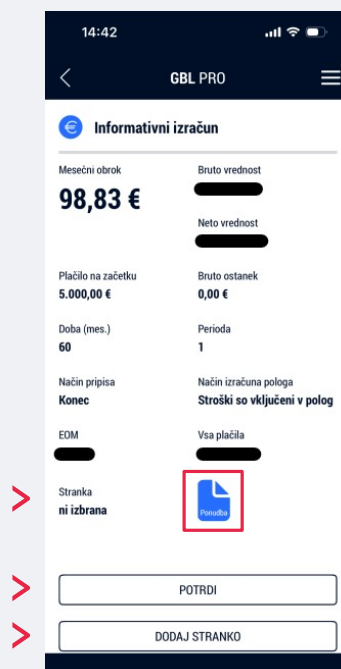 14:42
GBL PRO
Informativni izračun
Mesečni obrok
Bruto vrednost
98,83 €
Neto vrednost
Plačilo na začetku
Bruto ostanek
5.000,00 €
0,00 €
Doba (mes.)
Perioda
60
1
Način pripisa
Način izračuna pologa
Konec
Stroški so vključeni v polog
EOM
Vsa plačila
Stranka
ni izbrana
Ponudba
POTRDI
DODAJ STRANKO